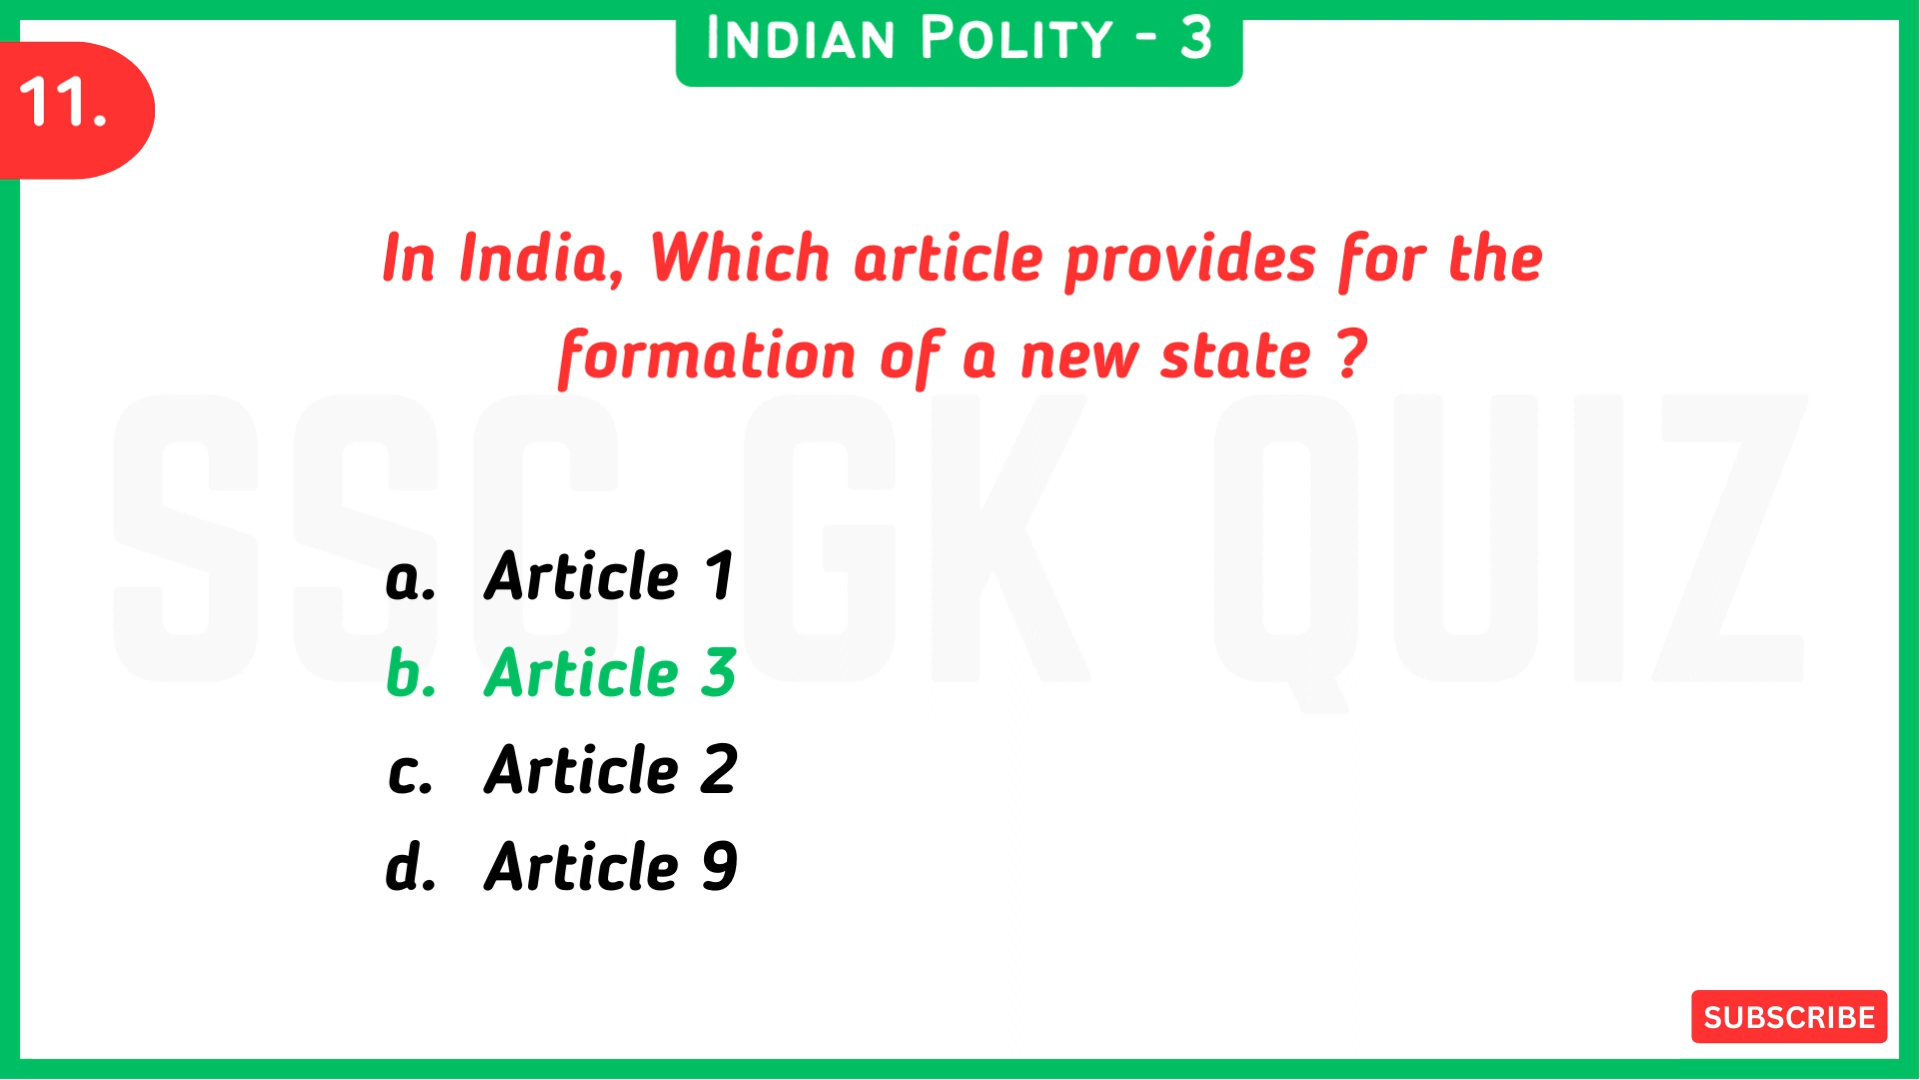 INDIAN POLITY - 3
11.
In India, Which article provides for the
formation of a new state ?
SSC GK QUIZ
a. Article 1
b. Article 3
c. Article 2
d. Article 9
SUBSCRIBE